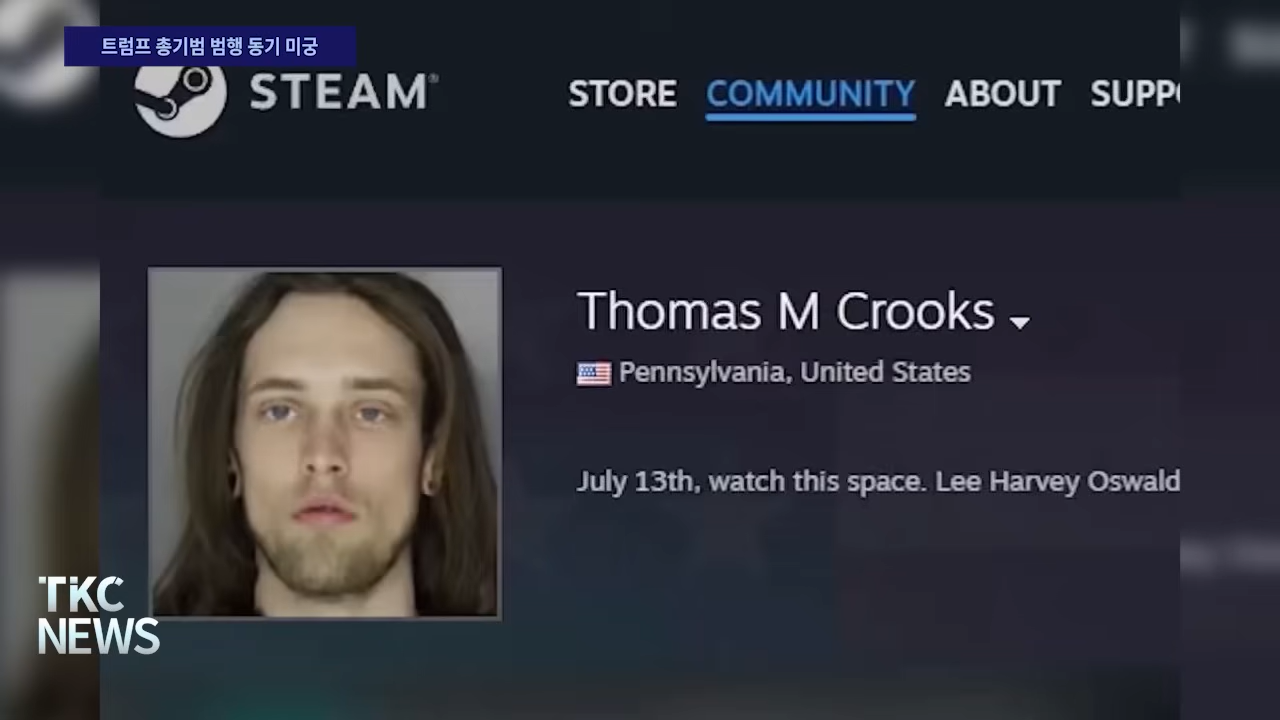 트럼프 총기범 범행 동기 미궁
STEAM®
STORE COMMUNITY ABOUT SUPPO
Thomas M Crooks
Pennsylvania, United States
July 13th, watch this space. Lee Harvey Oswald
TKC
NEWS